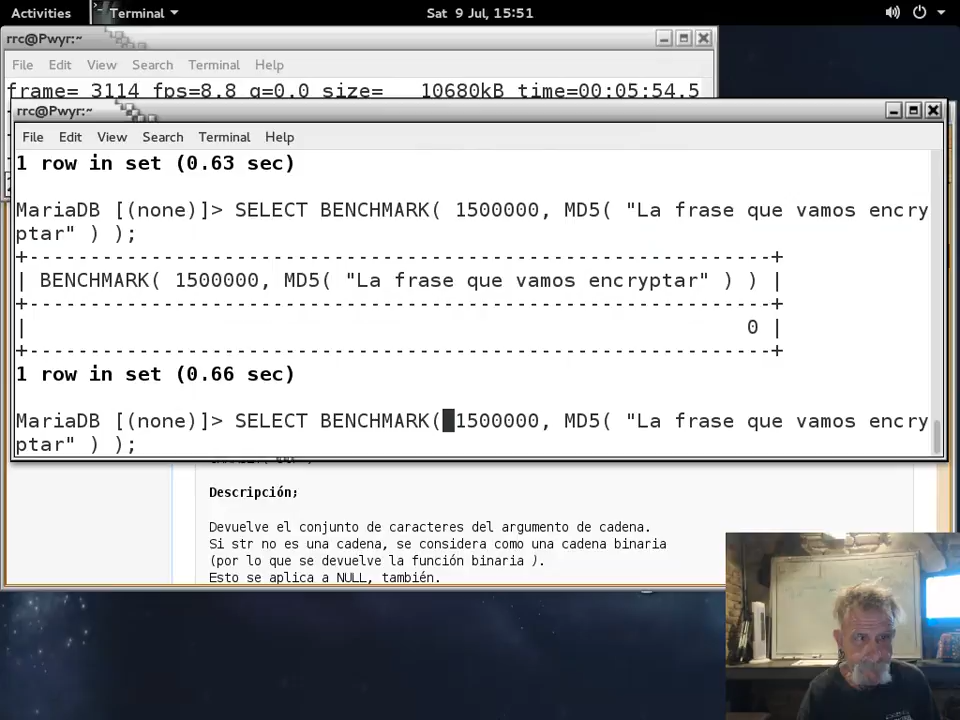 Activities Terminal Sat 9 Jul, 15:51
rrc@Pwyr:~
File Edit View Search Terminal Help
frame= 3114 fps=8.8 q=0.0 size= 10680kB time=00:05:54.5
rrc@Pwyr:~
File Edit View Search Terminal Help
1 row in set (0.63 sec)
MariaDB [(none)]> SELECT BENCHMARK( 1500000, MD5( "La frase que vamos encry
ptar" ) );
+--------------------------------------------------------------+
| BENCHMARK( 1500000, MD5( "La frase que vamos encryptar" ) ) |
+--------------------------------------------------------------+
| 0 |
+--------------------------------------------------------------+
1 row in set (0.66 sec)
MariaDB [(none)]> SELECT BENCHMARK( 1500000, MD5( "La frase que vamos encry
ptar" ) );
Descripción;
Devuelve el conjunto de caracteres del argumento de cadena.
Si str no es una cadena, se considera como una cadena binaria
(por lo que se devuelve la función binaria ).
Esto se aplica a NULL, también.